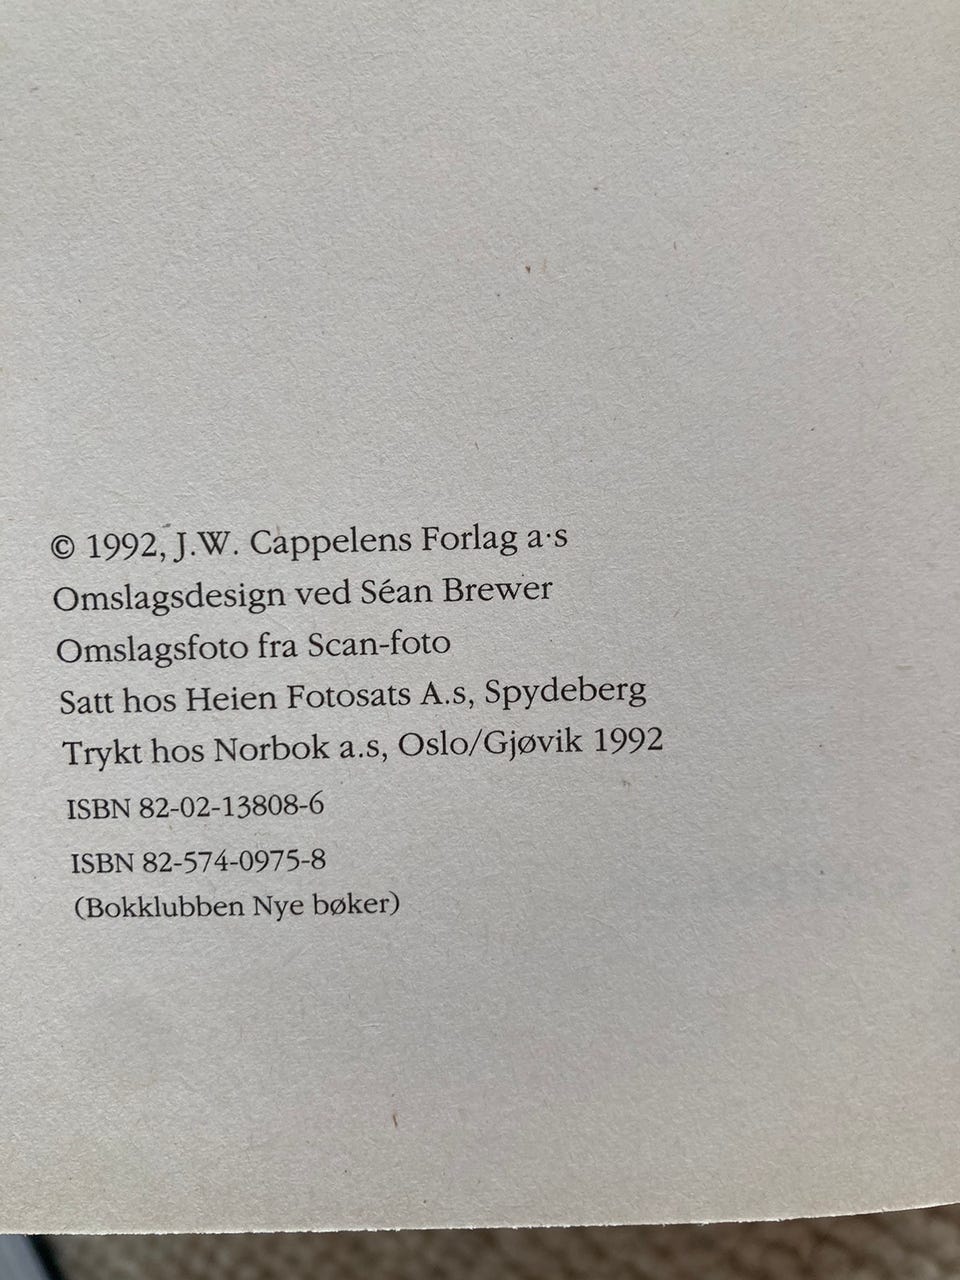 © 1992, J.W. Cappelens Forlag a·s
Omslagsdesign ved Séan Brewer
Omslagsfoto fra Scan-foto
Satt hos Heien Fotosats A.s, Spydeberg
Trykt hos Norbok a.s, Oslo/Gjøvik 1992
ISBN 82-02-13808-6
ISBN 82-574-0975-8
(Bokklubben Nye bøker)